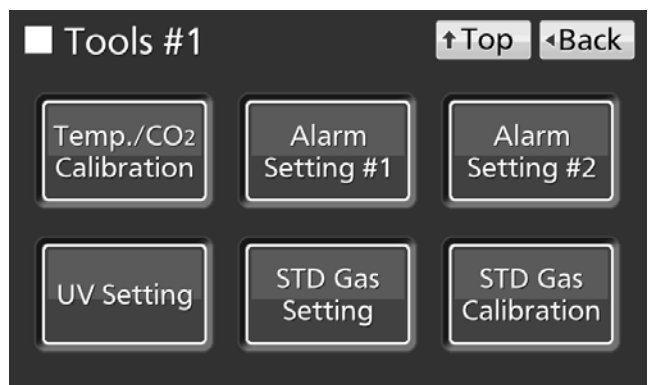 Tools #1
↑Top
◂Back
Temp./CO2
Calibration
Alarm
Setting #1
Alarm
Setting #2
UV Setting
STD Gas
Setting
STD Gas
Calibration